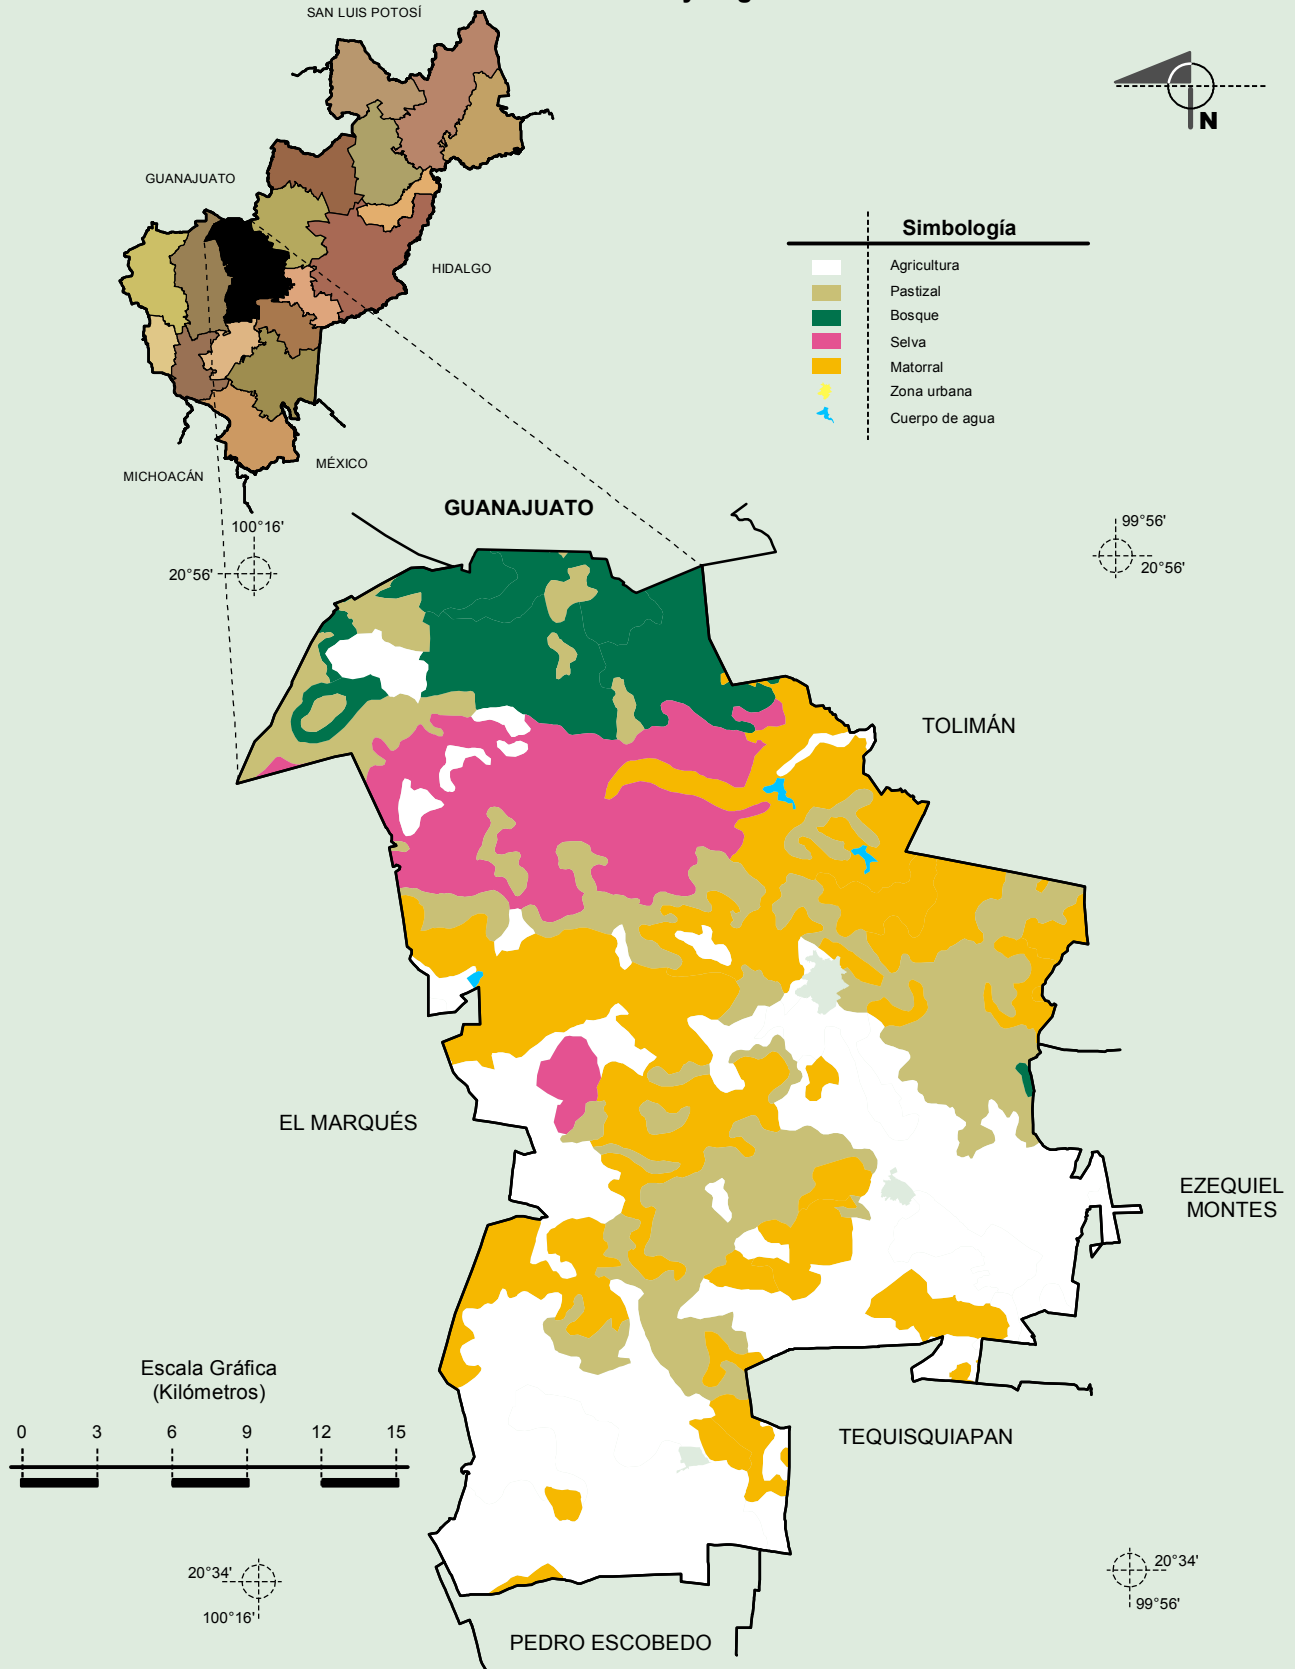 SAN LUIS POTOSÍ
N
GUANAJUATO
HIDALGO
Simbología
Agricultura
Pastizal
Bosque
Selva
Matorral
Zona urbana
Cuerpo de agua
MICHOACÁN
MÉXICO
GUANAJUATO
100°16'
20°56'
99°56'
20°56'
TOLIMÁN
EL MARQUÉS
EZEQUIEL
MONTES
Escala Gráfica
(Kilómetros)
0 3 6 9 12 15
TEQUISQUIAPAN
20°34'
100°16'
20°34'
99°56'
PEDRO ESCOBEDO